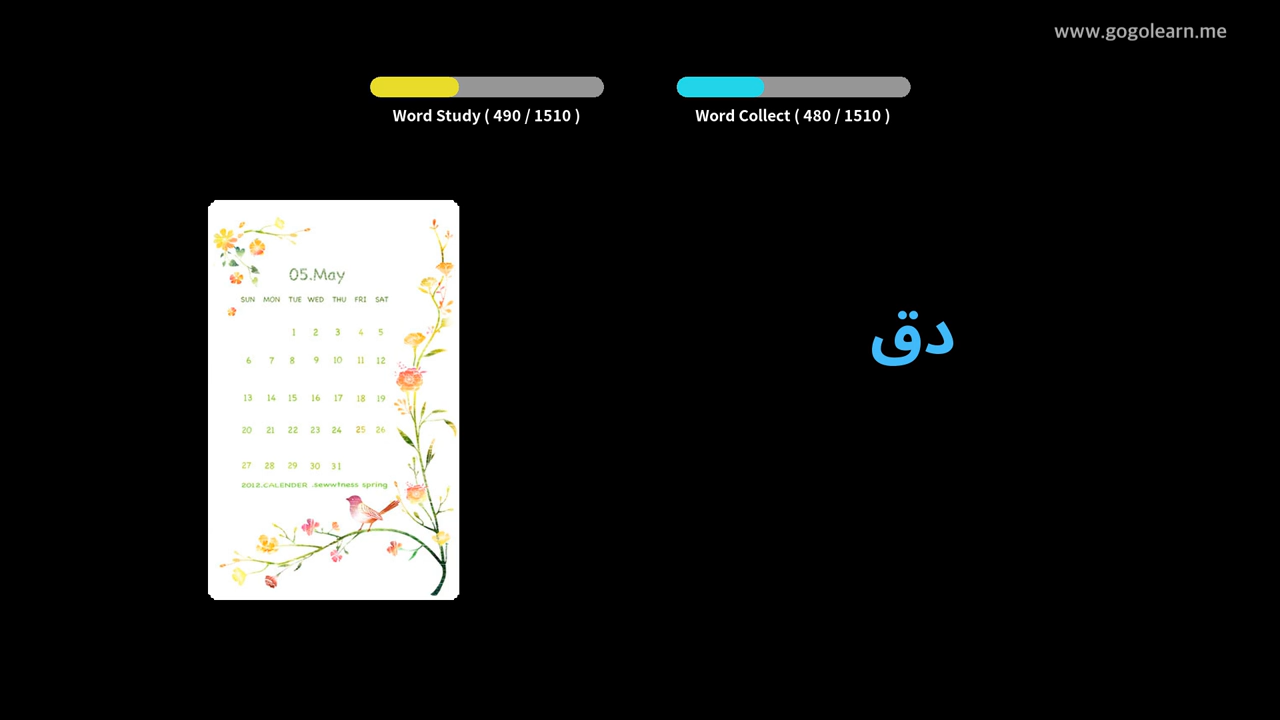 www.gogolearn.me
Word Study ( 490 / 1510 )
Word Collect ( 480 / 1510 )
05.May
SUN MON TUE WED THU FRI SAT
1 2 3 4 5
6 7 8 9 10 11 12
13 14 15 16 17 18 19
20 21 22 23 24 25 26
27 28 29 30 31
2012.CALENDER .sewwtness spring
دق